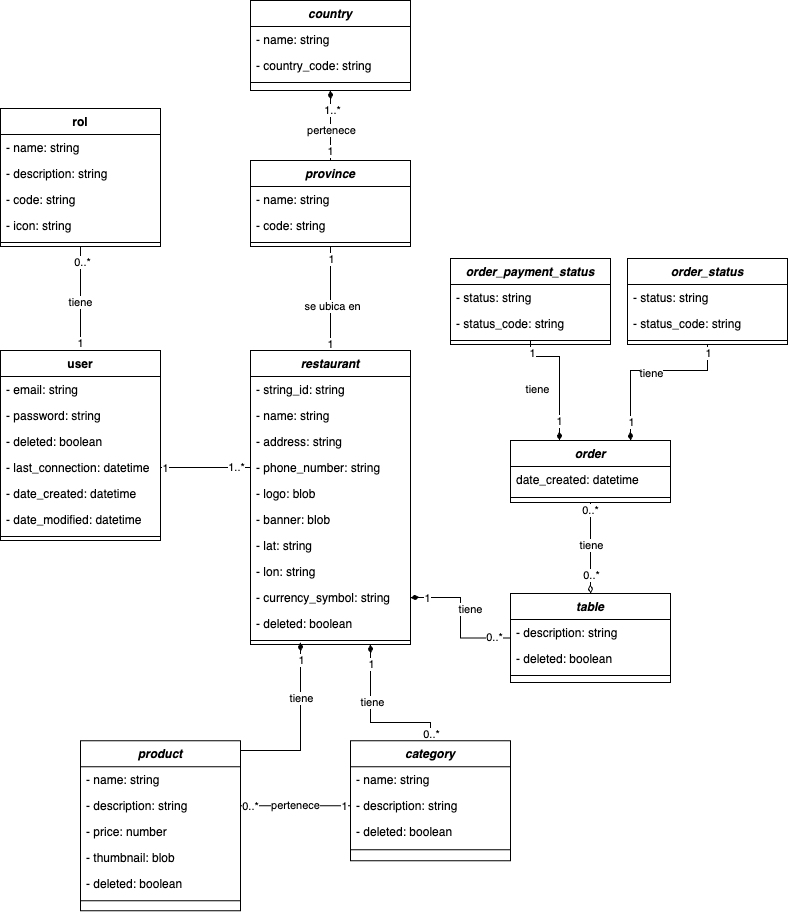 country
- name: string
- country_code: string
1..*
pertenece
1
province
- name: string
- code: string
1
se ubica en
1
rol
- name: string
- description: string
- code: string
- icon: string
0..*
tiene
1
user
- email: string
- password: string
- deleted: boolean
- last_connection: datetime
- date_created: datetime
- date_modified: datetime
1
1..*
restaurant
- string_id: string
- name: string
- address: string
- phone_number: string
- logo: blob
- banner: blob
- lat: string
- lon: string
- currency_symbol: string
- deleted: boolean
order_payment_status
- status: string
- status_code: string
1
tiene
1
order_status
- status: string
- status_code: string
1
tiene
1
order
date_created: datetime
0..*
tiene
0..*
table
- description: string
- deleted: boolean
1
tiene
0..*
1
tiene
1
tiene
0..*
product
- name: string
- description: string
- price: number
- thumbnail: blob
- deleted: boolean
0..*
pertenece
1
category
- name: string
- description: string
- deleted: boolean